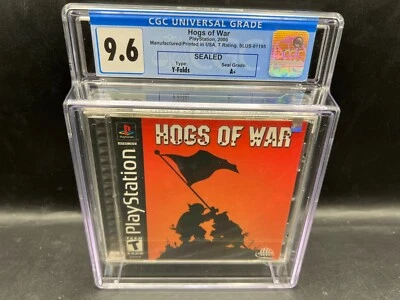 CGC UNIVERSAL GRADE
9.6
Hogs of War
PlayStation, 2000
Manufactured/Printed in USA, T Rating, SLUS-01195
SEALED
Type:
Y-Folds
Seal Grade
A+
PlayStation
HOGS OF WAR
T